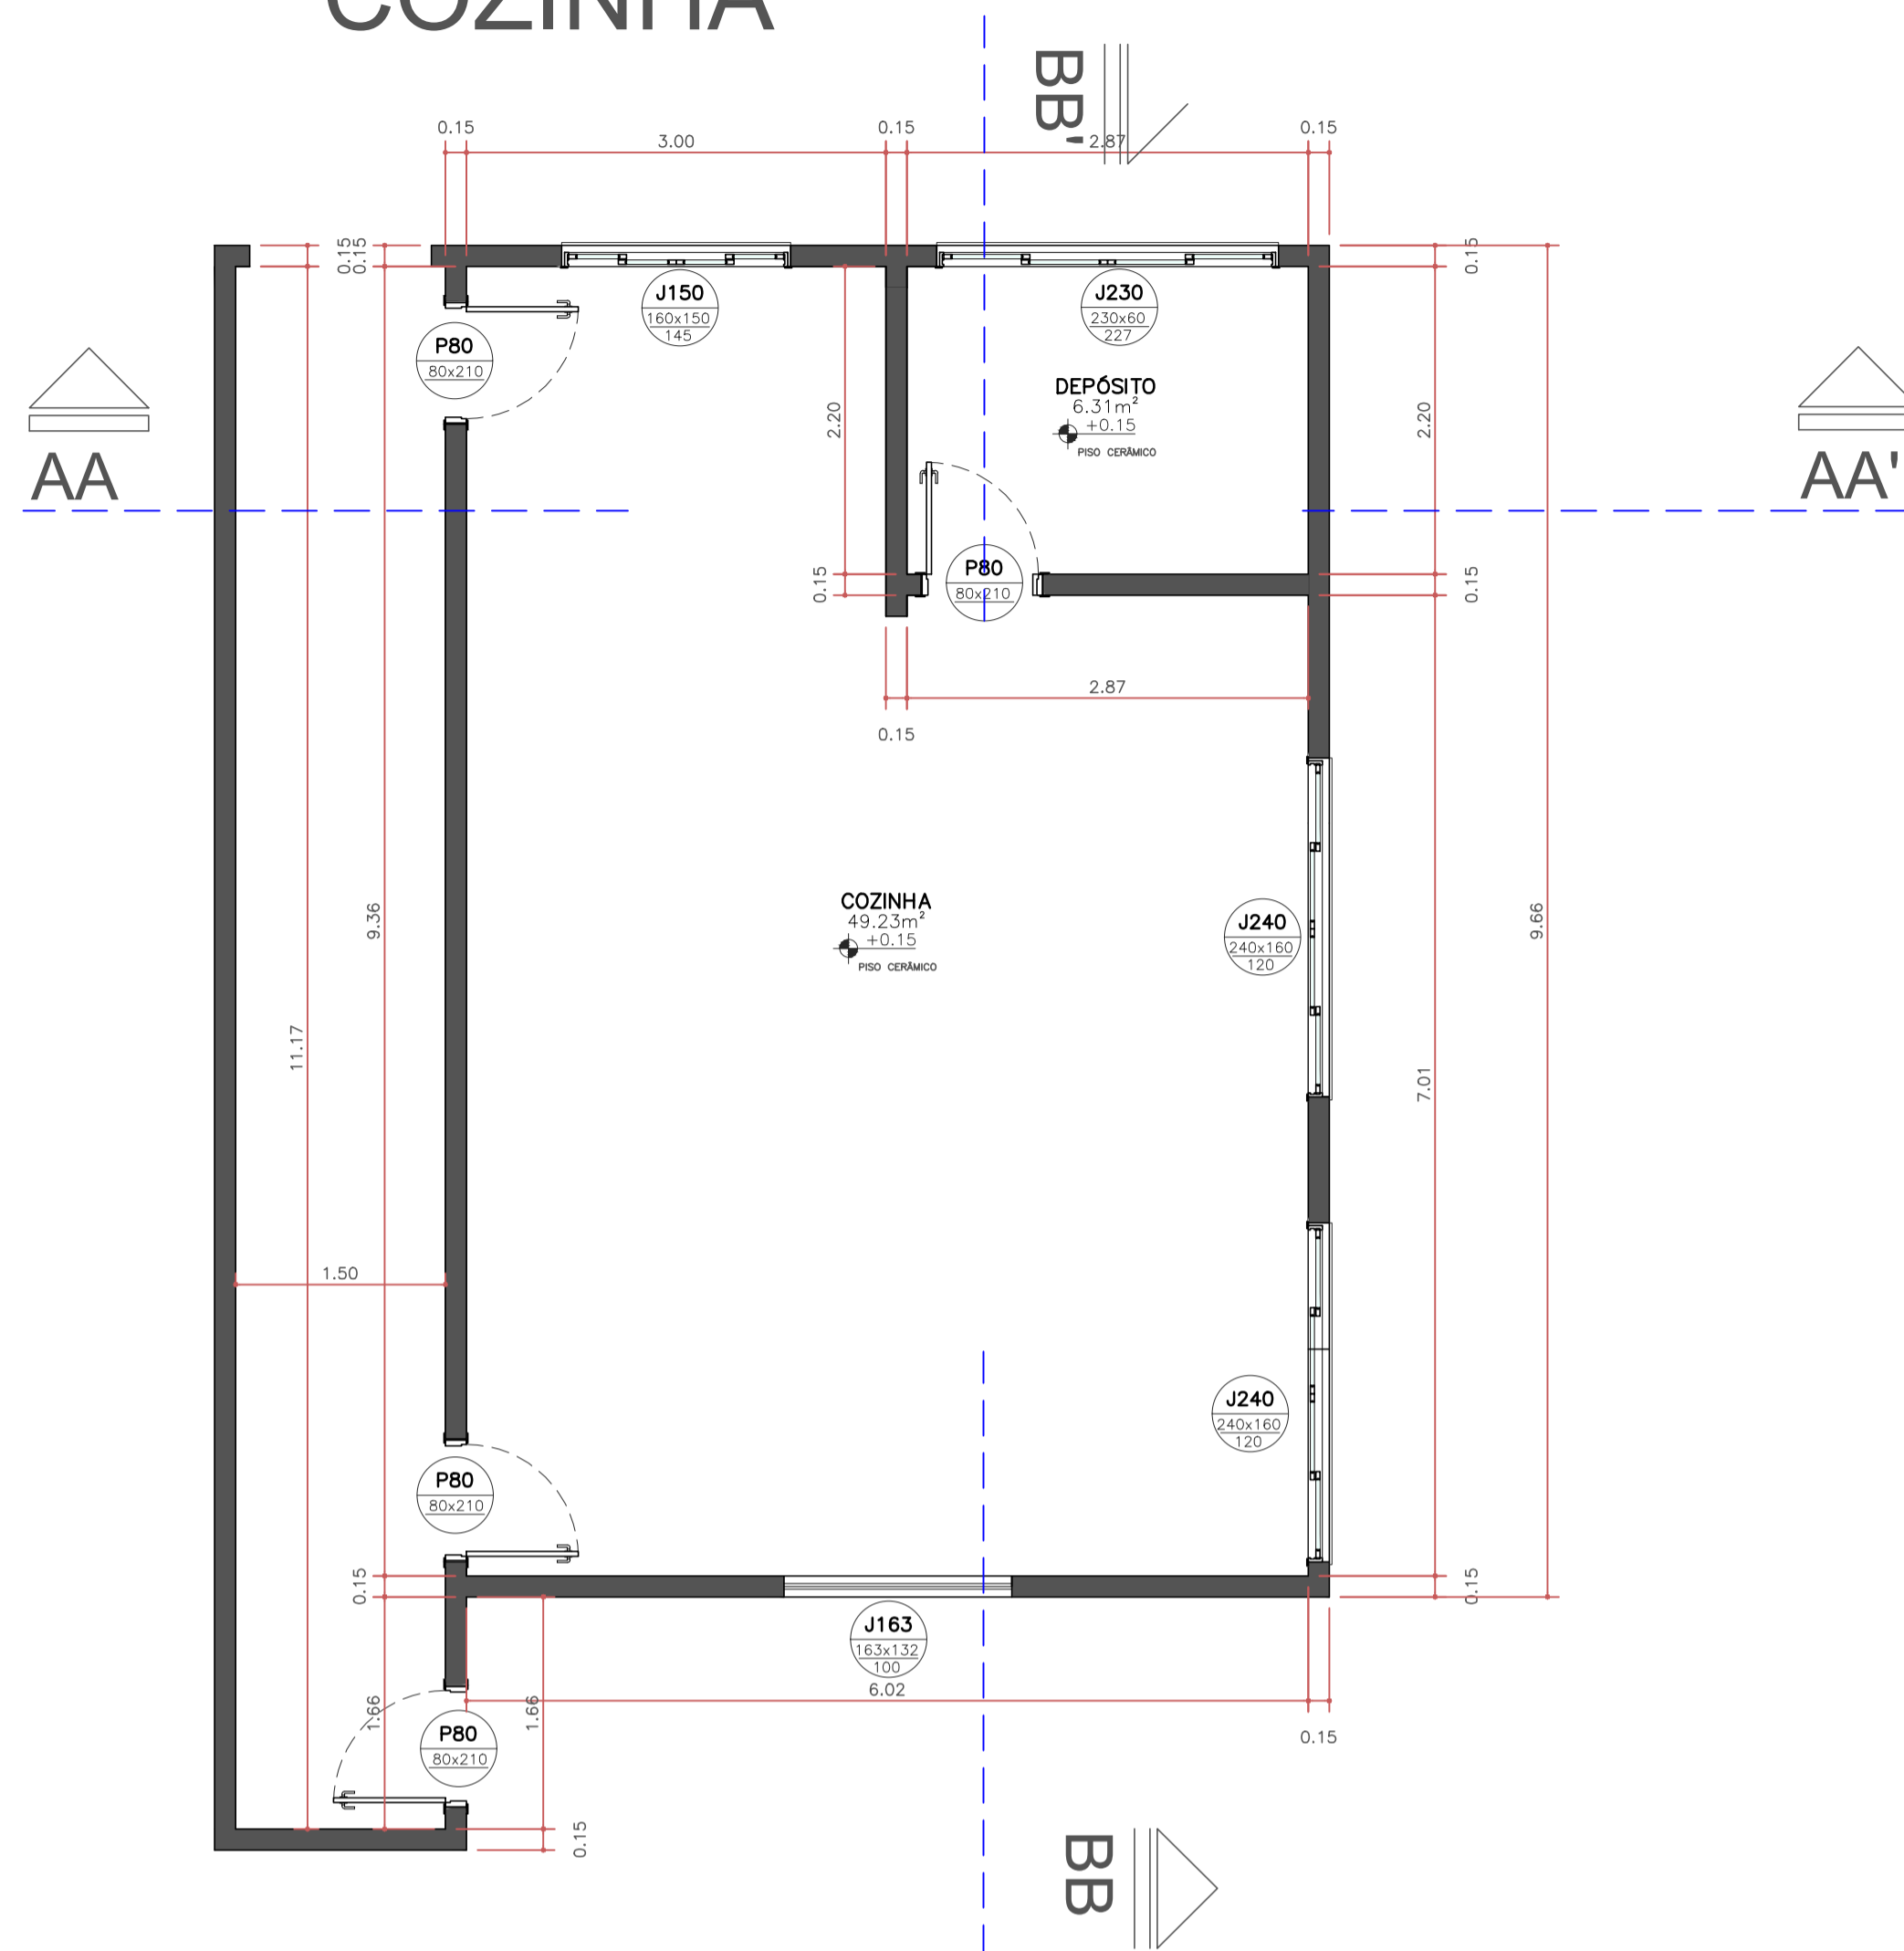 COZINHA
BB'
0.15
3.00
0.15
2.87
0.15
0.15
0.15
0.15
J150
160x150
145
J230
230x60
227
P80
80x210
DEPÓSITO
6.31m²
+0.15
PISO CERÂMICO
2.20
2.20
AA
AA'
P80
80x210
0.15
0.15
2.87
0.15
COZINHA
49.23m²
+0.15
PISO CERÂMICO
J240
240x160
120
9.36
9.66
11.17
7.01
1.50
J240
240x160
120
P80
80x210
0.15
0.15
J163
163x132
100
6.02
1.66
1.66
P80
80x210
0.15
0.15
BB